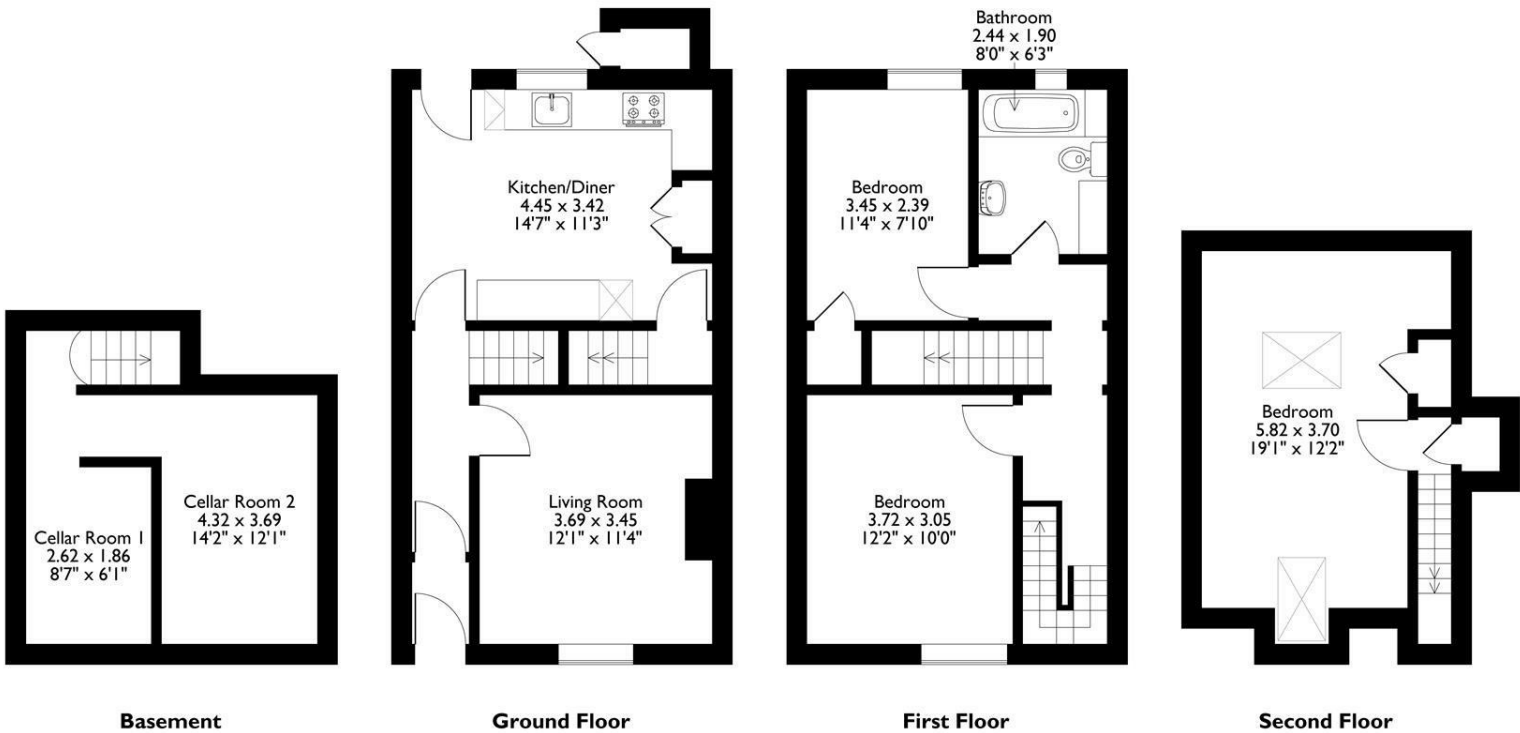 Cellar Room 1
2.62 x 1.86
8'7" x 6'1"
Cellar Room 2
4.32 x 3.69
14'2" x 12'1"
Basement
Kitchen/Diner
4.45 x 3.42
14'7" x 11'3"
Living Room
3.69 x 3.45
12'1" x 11'4"
Ground Floor
Bathroom
2.44 x 1.90
8'0" x 6'3"
Bedroom
3.45 x 2.39
11'4" x 7'10"
Bedroom
3.72 x 3.05
12'2" x 10'0"
First Floor
Bedroom
5.82 x 3.70
19'1" x 12'2"
Second Floor